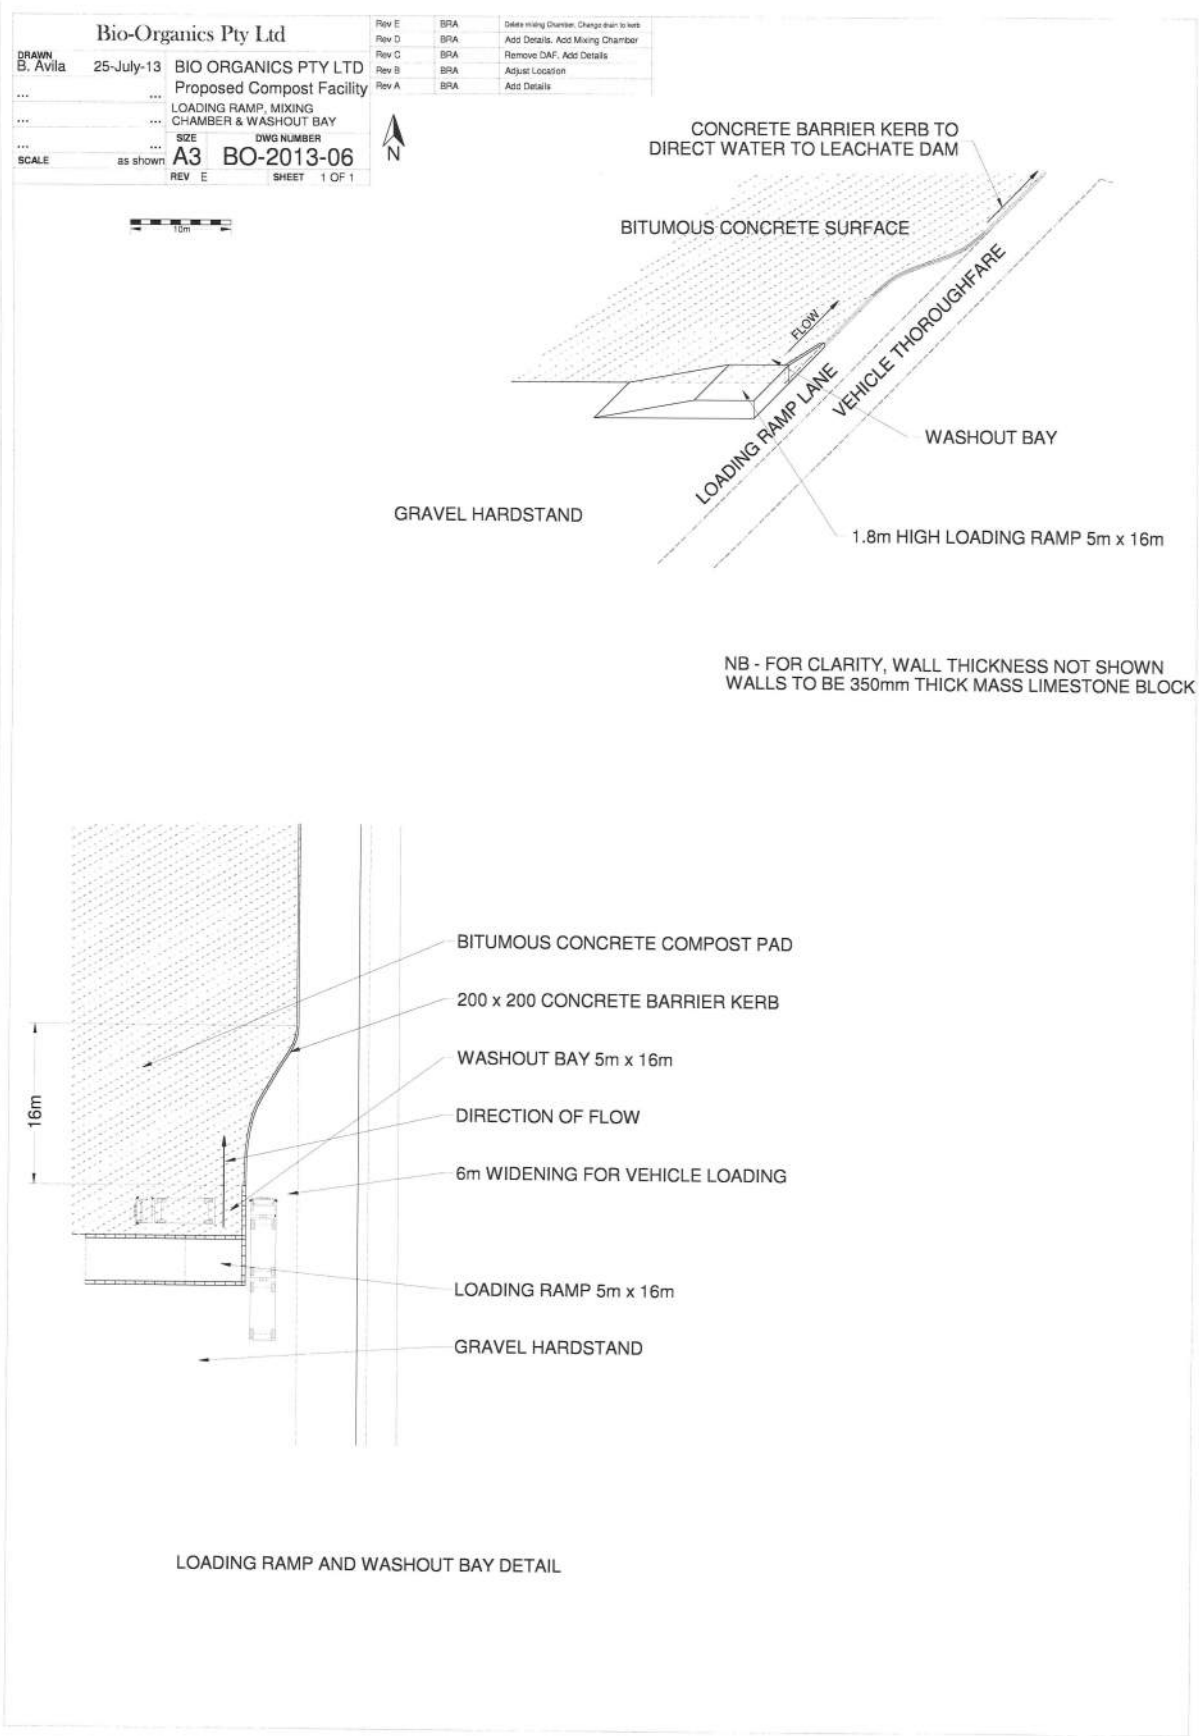 Bio-Organics Pty Ltd
DRAWN
B. Avila 25-July-13
BIO ORGANICS PTY LTD
Proposed Compost Facility
... ...
LOADING RAMP, MIXING
CHAMBER & WASHOUT BAY
... ...
... ...
SIZE DWG NUMBER
A3 BO-2013-06
SCALE as shown
REV E SHEET 1 OF 1
Rev E BRA Delete mixing Chamber, Change drain to kerb
Rev D BRA Add Details, Add Mixing Chamber
Rev C BRA Remove DAF, Add Details
Rev B BRA Adjust Location
Rev A BRA Add Details
N
10m
CONCRETE BARRIER KERB TO
DIRECT WATER TO LEACHATE DAM
BITUMOUS CONCRETE SURFACE
FLOW
LOADING RAMP LANE
VEHICLE THOROUGHFARE
WASHOUT BAY
GRAVEL HARDSTAND
1.8m HIGH LOADING RAMP 5m x 16m
NB - FOR CLARITY, WALL THICKNESS NOT SHOWN
WALLS TO BE 350mm THICK MASS LIMESTONE BLOCK
BITUMOUS CONCRETE COMPOST PAD
200 x 200 CONCRETE BARRIER KERB
WASHOUT BAY 5m x 16m
16m
DIRECTION OF FLOW
6m WIDENING FOR VEHICLE LOADING
LOADING RAMP 5m x 16m
GRAVEL HARDSTAND
LOADING RAMP AND WASHOUT BAY DETAIL